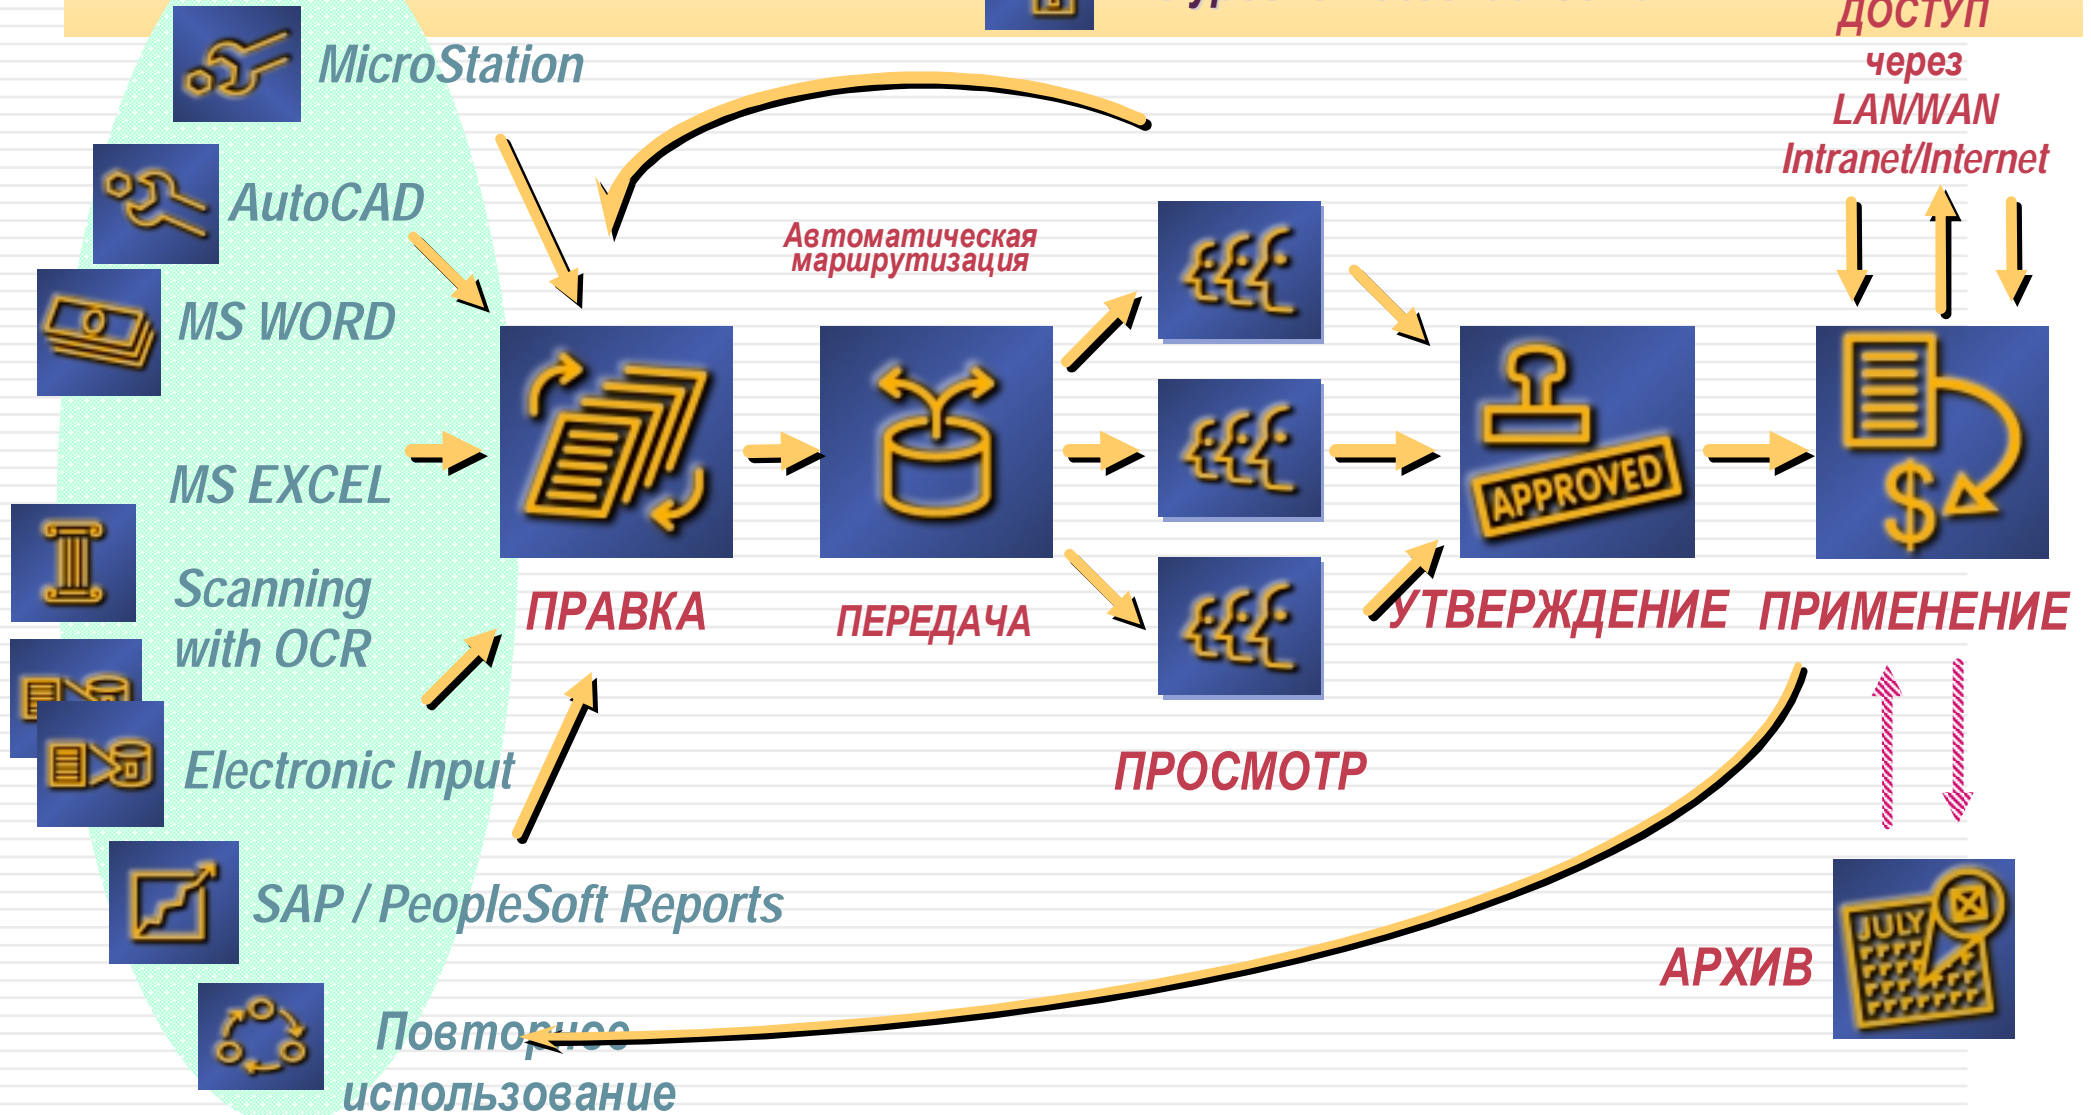 ДОСТУП
через
LAN/WAN
Intranet/Internet
MicroStation
AutoCAD
MS WORD
MS EXCEL
Scanning
with OCR
Electronic Input
SAP / PeopleSoft Reports
Повторное
использование
Автоматическая
маршрутизация
ПРАВКА
ПЕРЕДАЧА
ПРОСМОТР
APPROVED
УТВЕРЖДЕНИЕ
$
ПРИМЕНЕНИЕ
АРХИВ
JULY